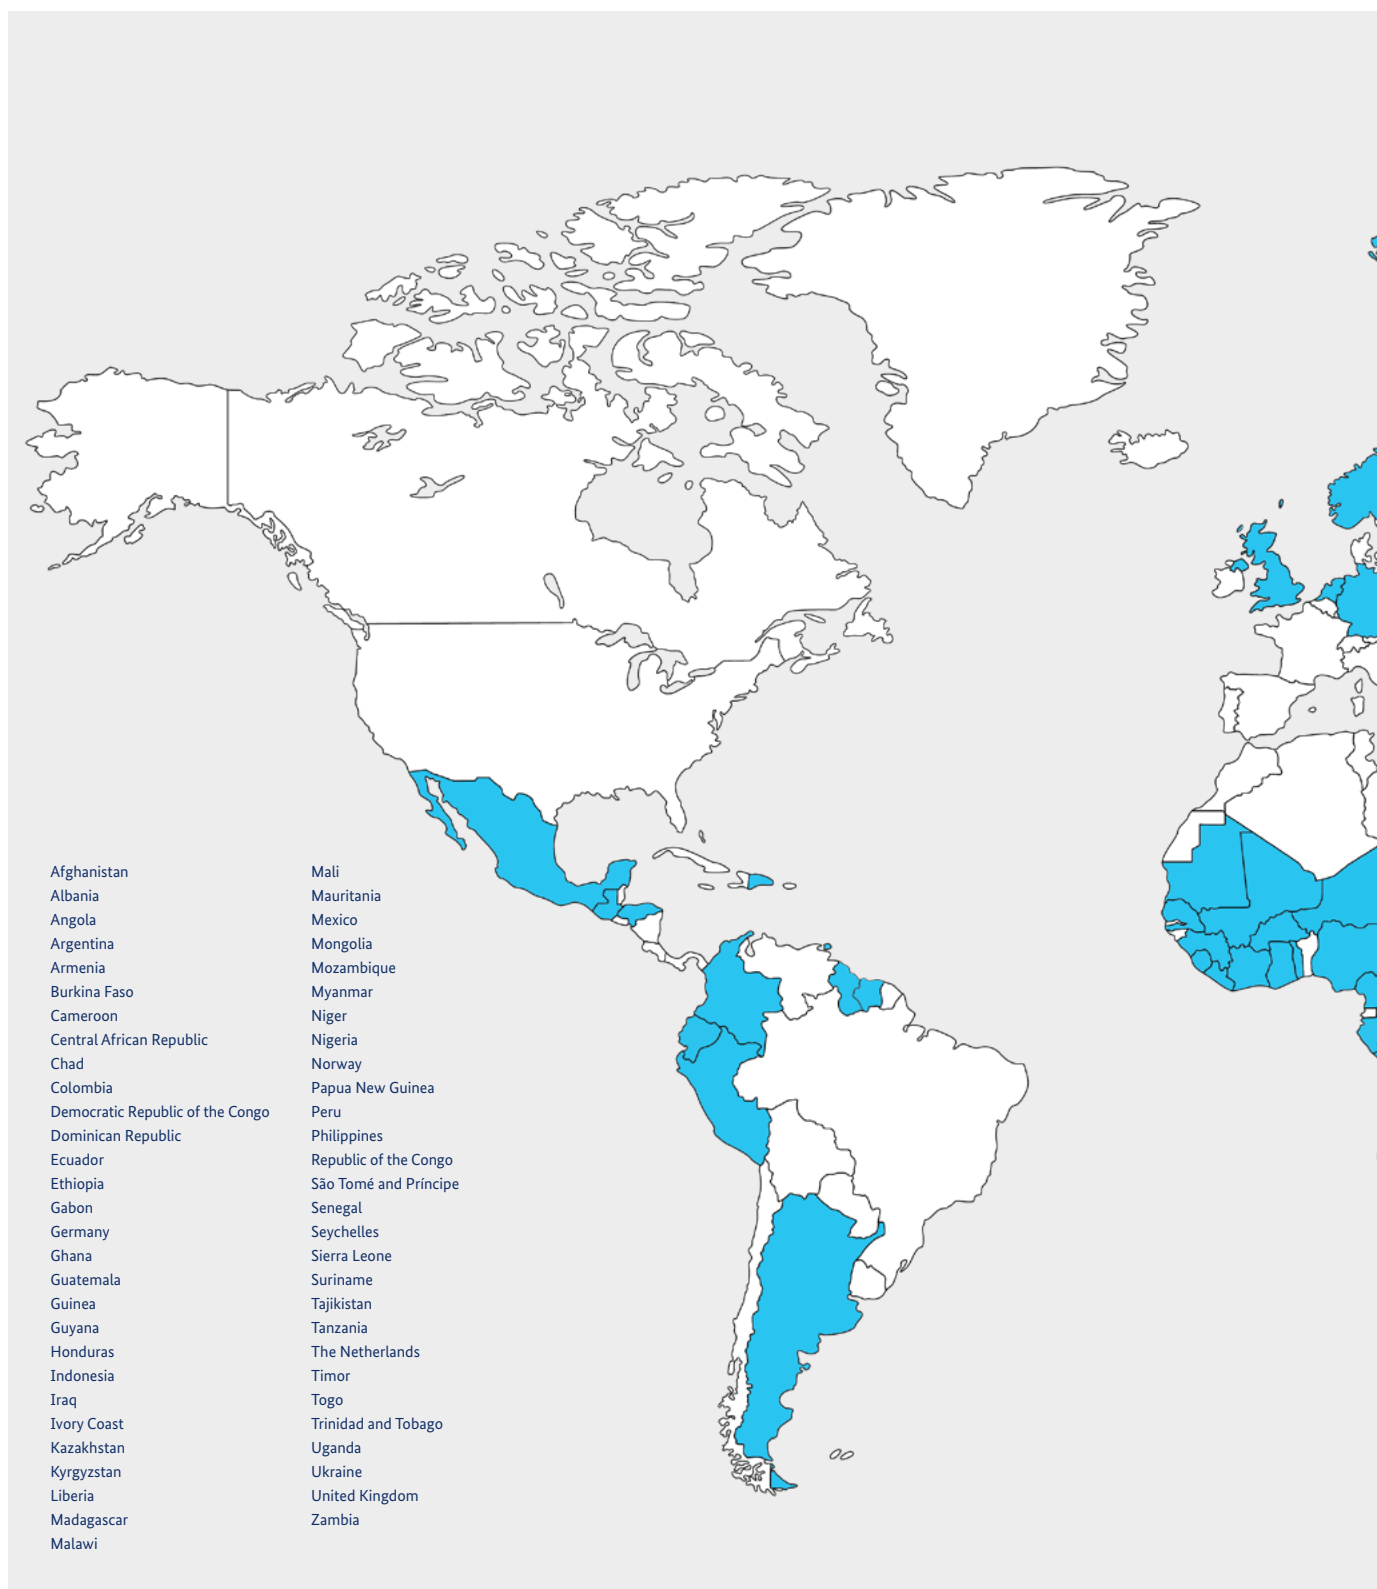 Afghanistan
Albania
Angola
Argentina
Armenia
Burkina Faso
Cameroon
Central African Republic
Chad
Colombia
Democratic Republic of the Congo
Dominican Republic
Ecuador
Ethiopia
Gabon
Germany
Ghana
Guatemala
Guinea
Guyana
Honduras
Indonesia
Iraq
Ivory Coast
Kazakhstan
Kyrgyzstan
Liberia
Madagascar
Malawi
Mali
Mauritania
Mexico
Mongolia
Mozambique
Myanmar
Niger
Nigeria
Norway
Papua New Guinea
Peru
Philippines
Republic of the Congo
São Tomé and Príncipe
Senegal
Seychelles
Sierra Leone
Suriname
Tajikistan
Tanzania
The Netherlands
Timor
Togo
Trinidad and Tobago
Uganda
Ukraine
United Kingdom
Zambia